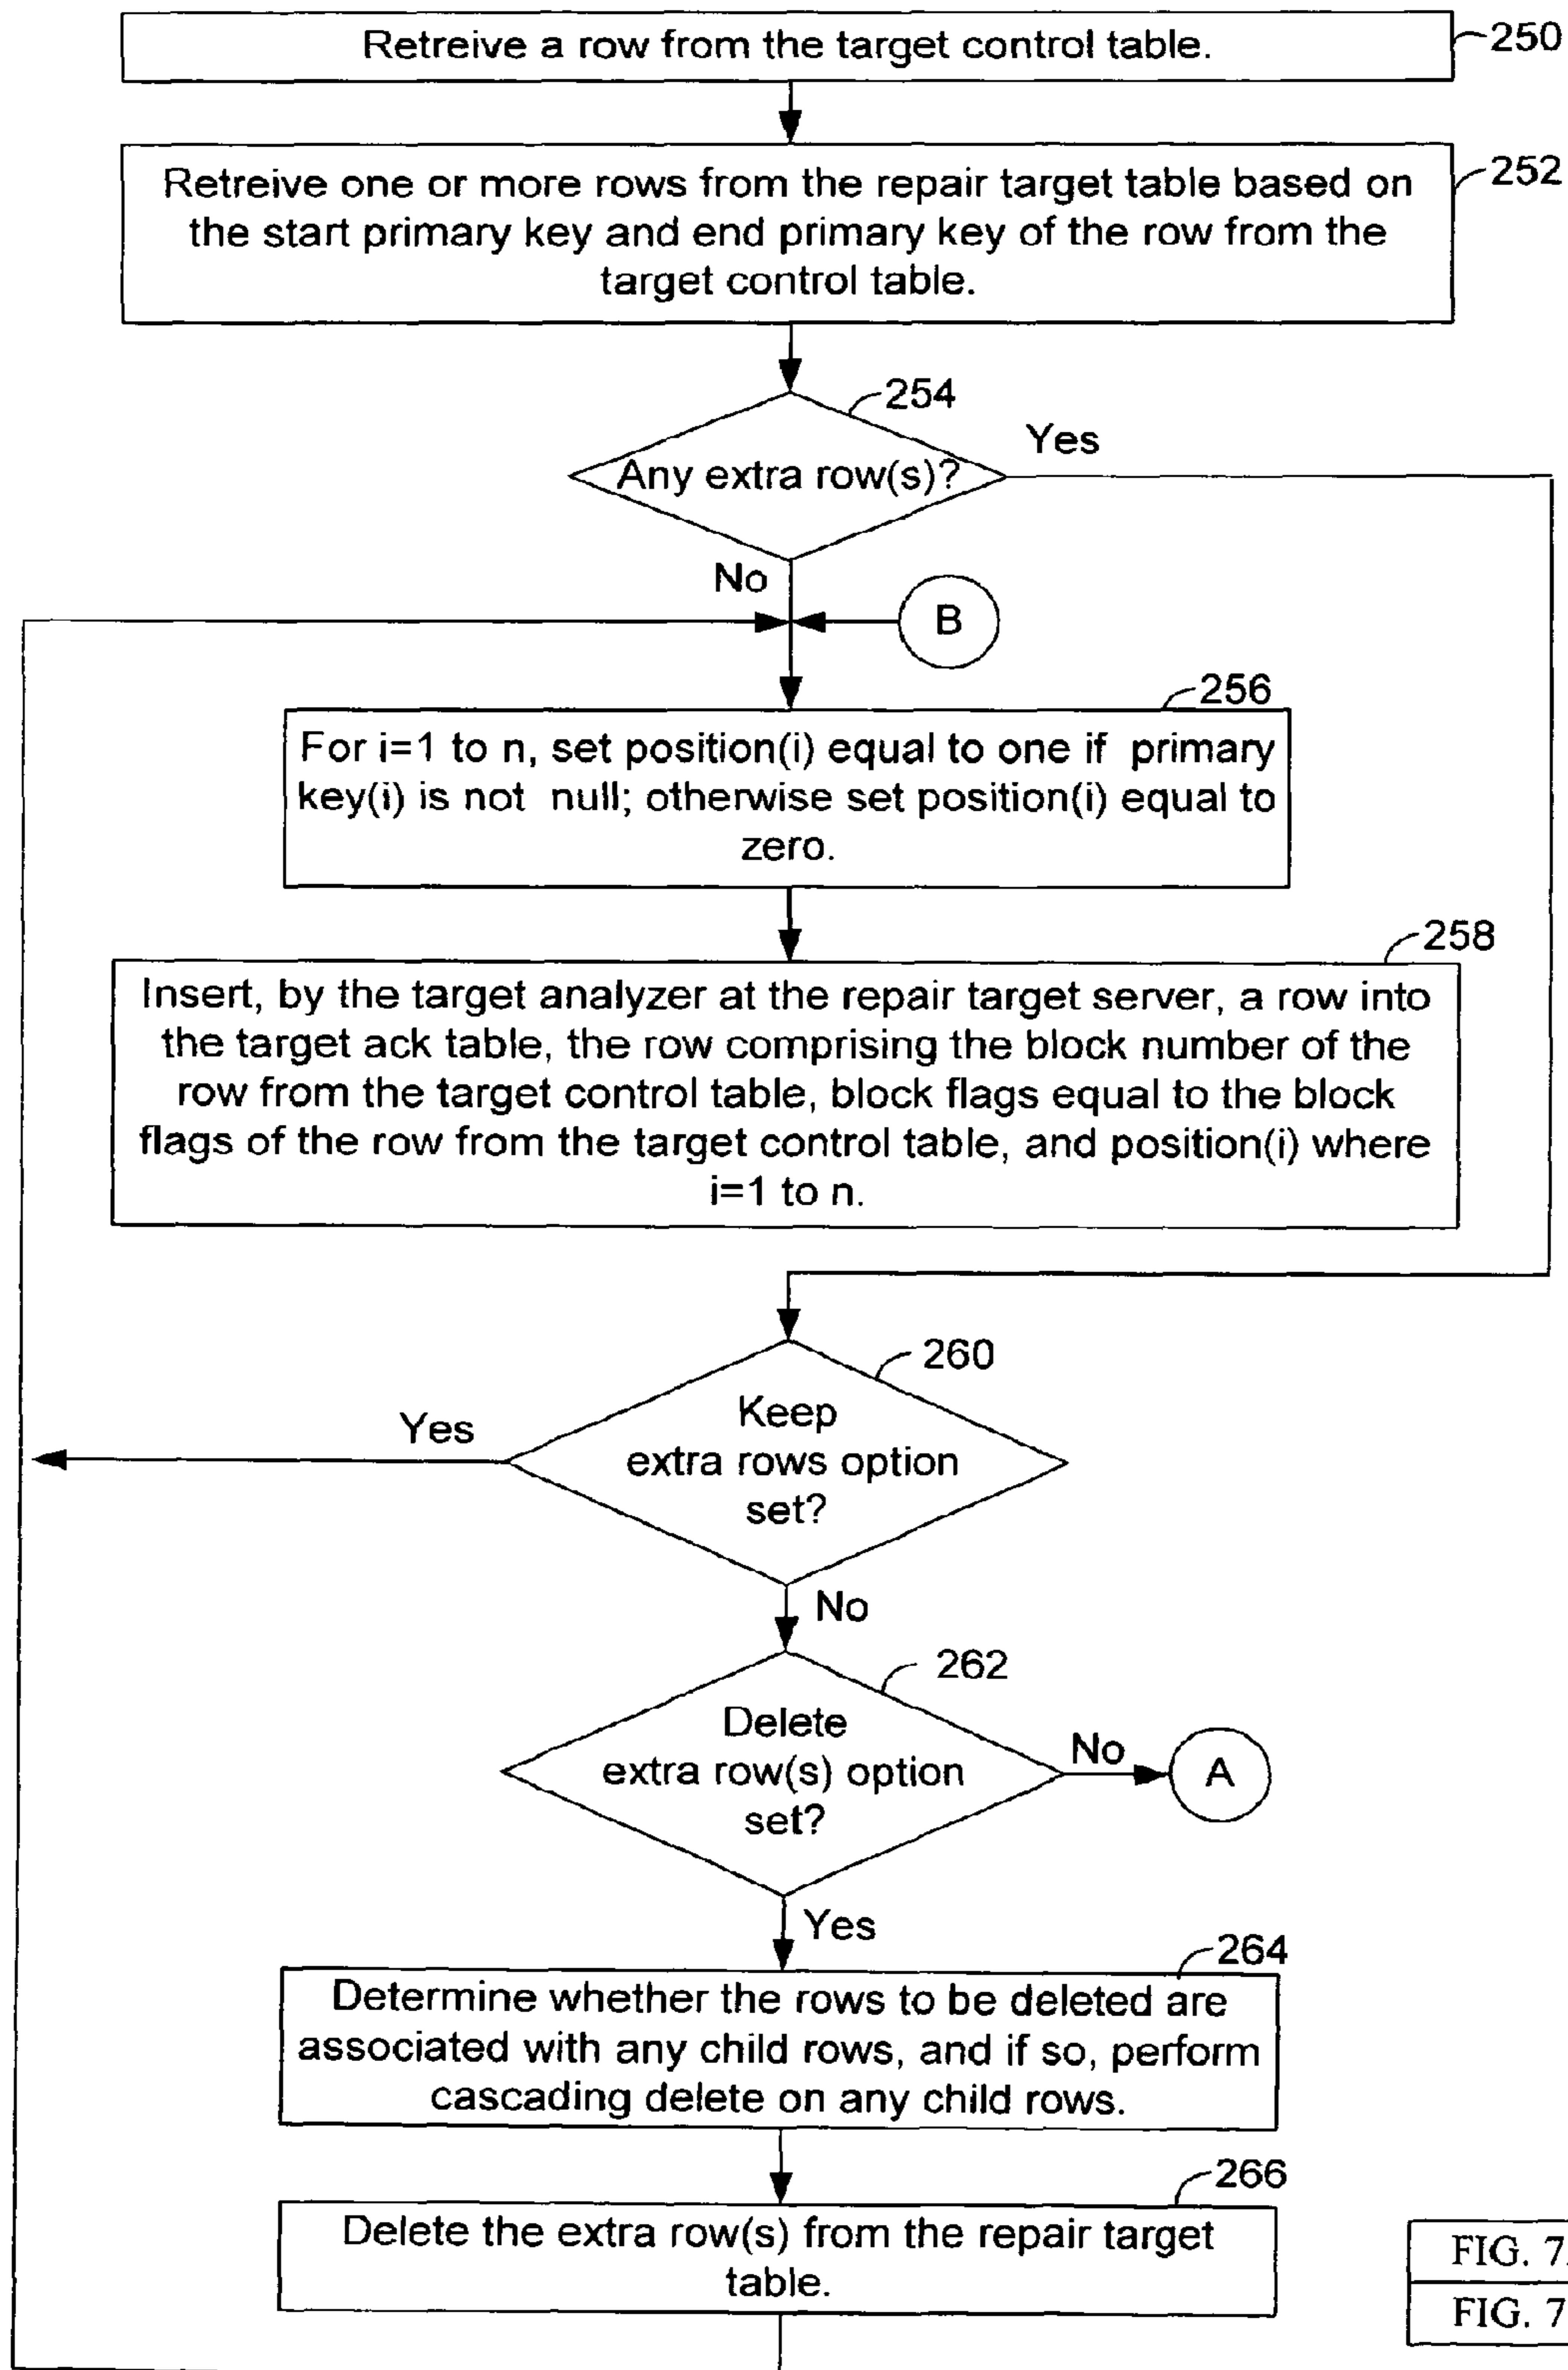 Retreive a row from the target control table.
250
Retreive one or more rows from the repair target table based on
the start primary key and end primary key of the row from the
target control table.
252
254
Any extra row(s)?
Yes
No
B
256
For i=1 to n, set position(i) equal to one if primary
key(i) is not null; otherwise set position(i) equal to
zero.
258
Insert, by the target analyzer at the repair target server, a row into
the target ack table, the row comprising the block number of the
row from the target control table, block flags equal to the block
flags of the row from the target control table, and position(i) where
i=1 to n.
260
Keep
extra rows option
set?
Yes
No
262
Delete
extra row(s) option
set?
No
A
Yes
264
Determine whether the rows to be deleted are
associated with any child rows, and if so, perform
cascading delete on any child rows.
266
Delete the extra row(s) from the repair target
table.
FIG. 7
FIG. 7